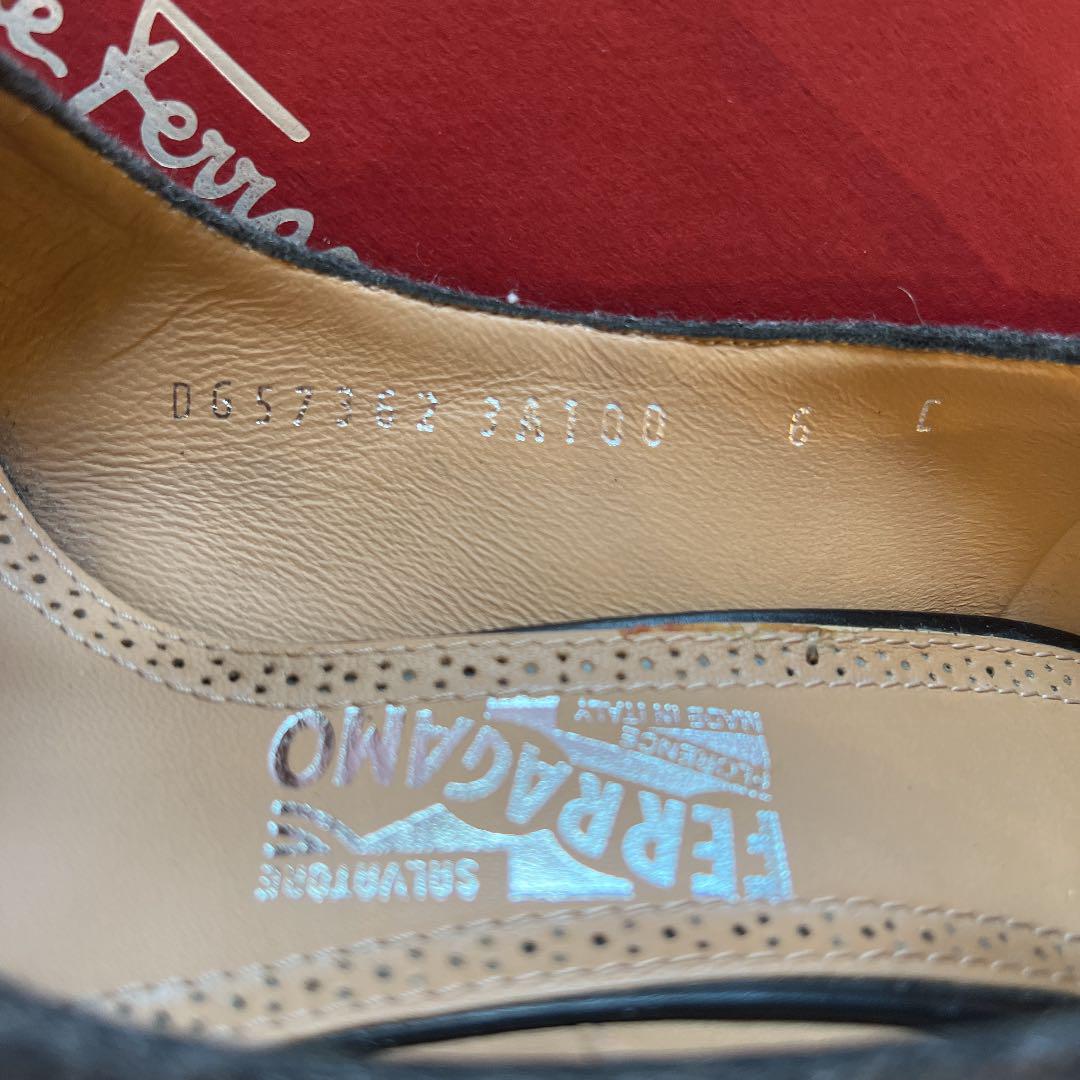 DG57362 3A100 6 C
SALVATORE
FERRAGAMO
FLORENCE
MADE IN ITALY